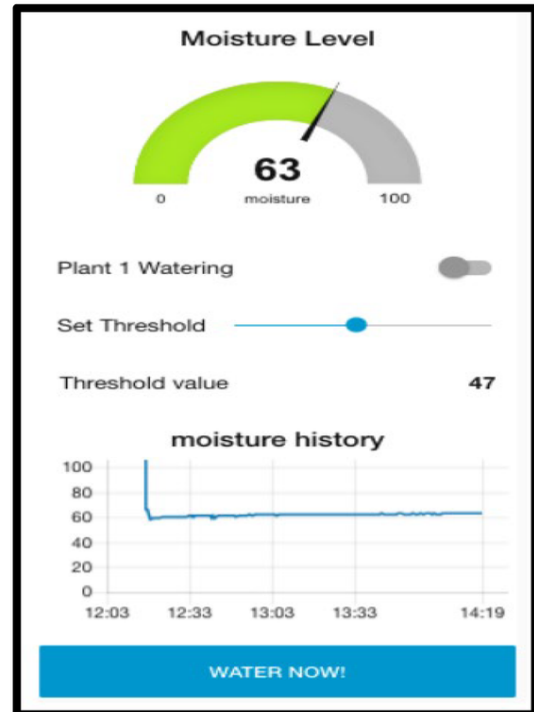 Moisture Level
63
0 moisture 100
Plant 1 Watering
Set Threshold
Threshold value 47
moisture history
100
80
60
40
20
0
12:03 12:33 13:03 13:33 14:19
WATER NOW!